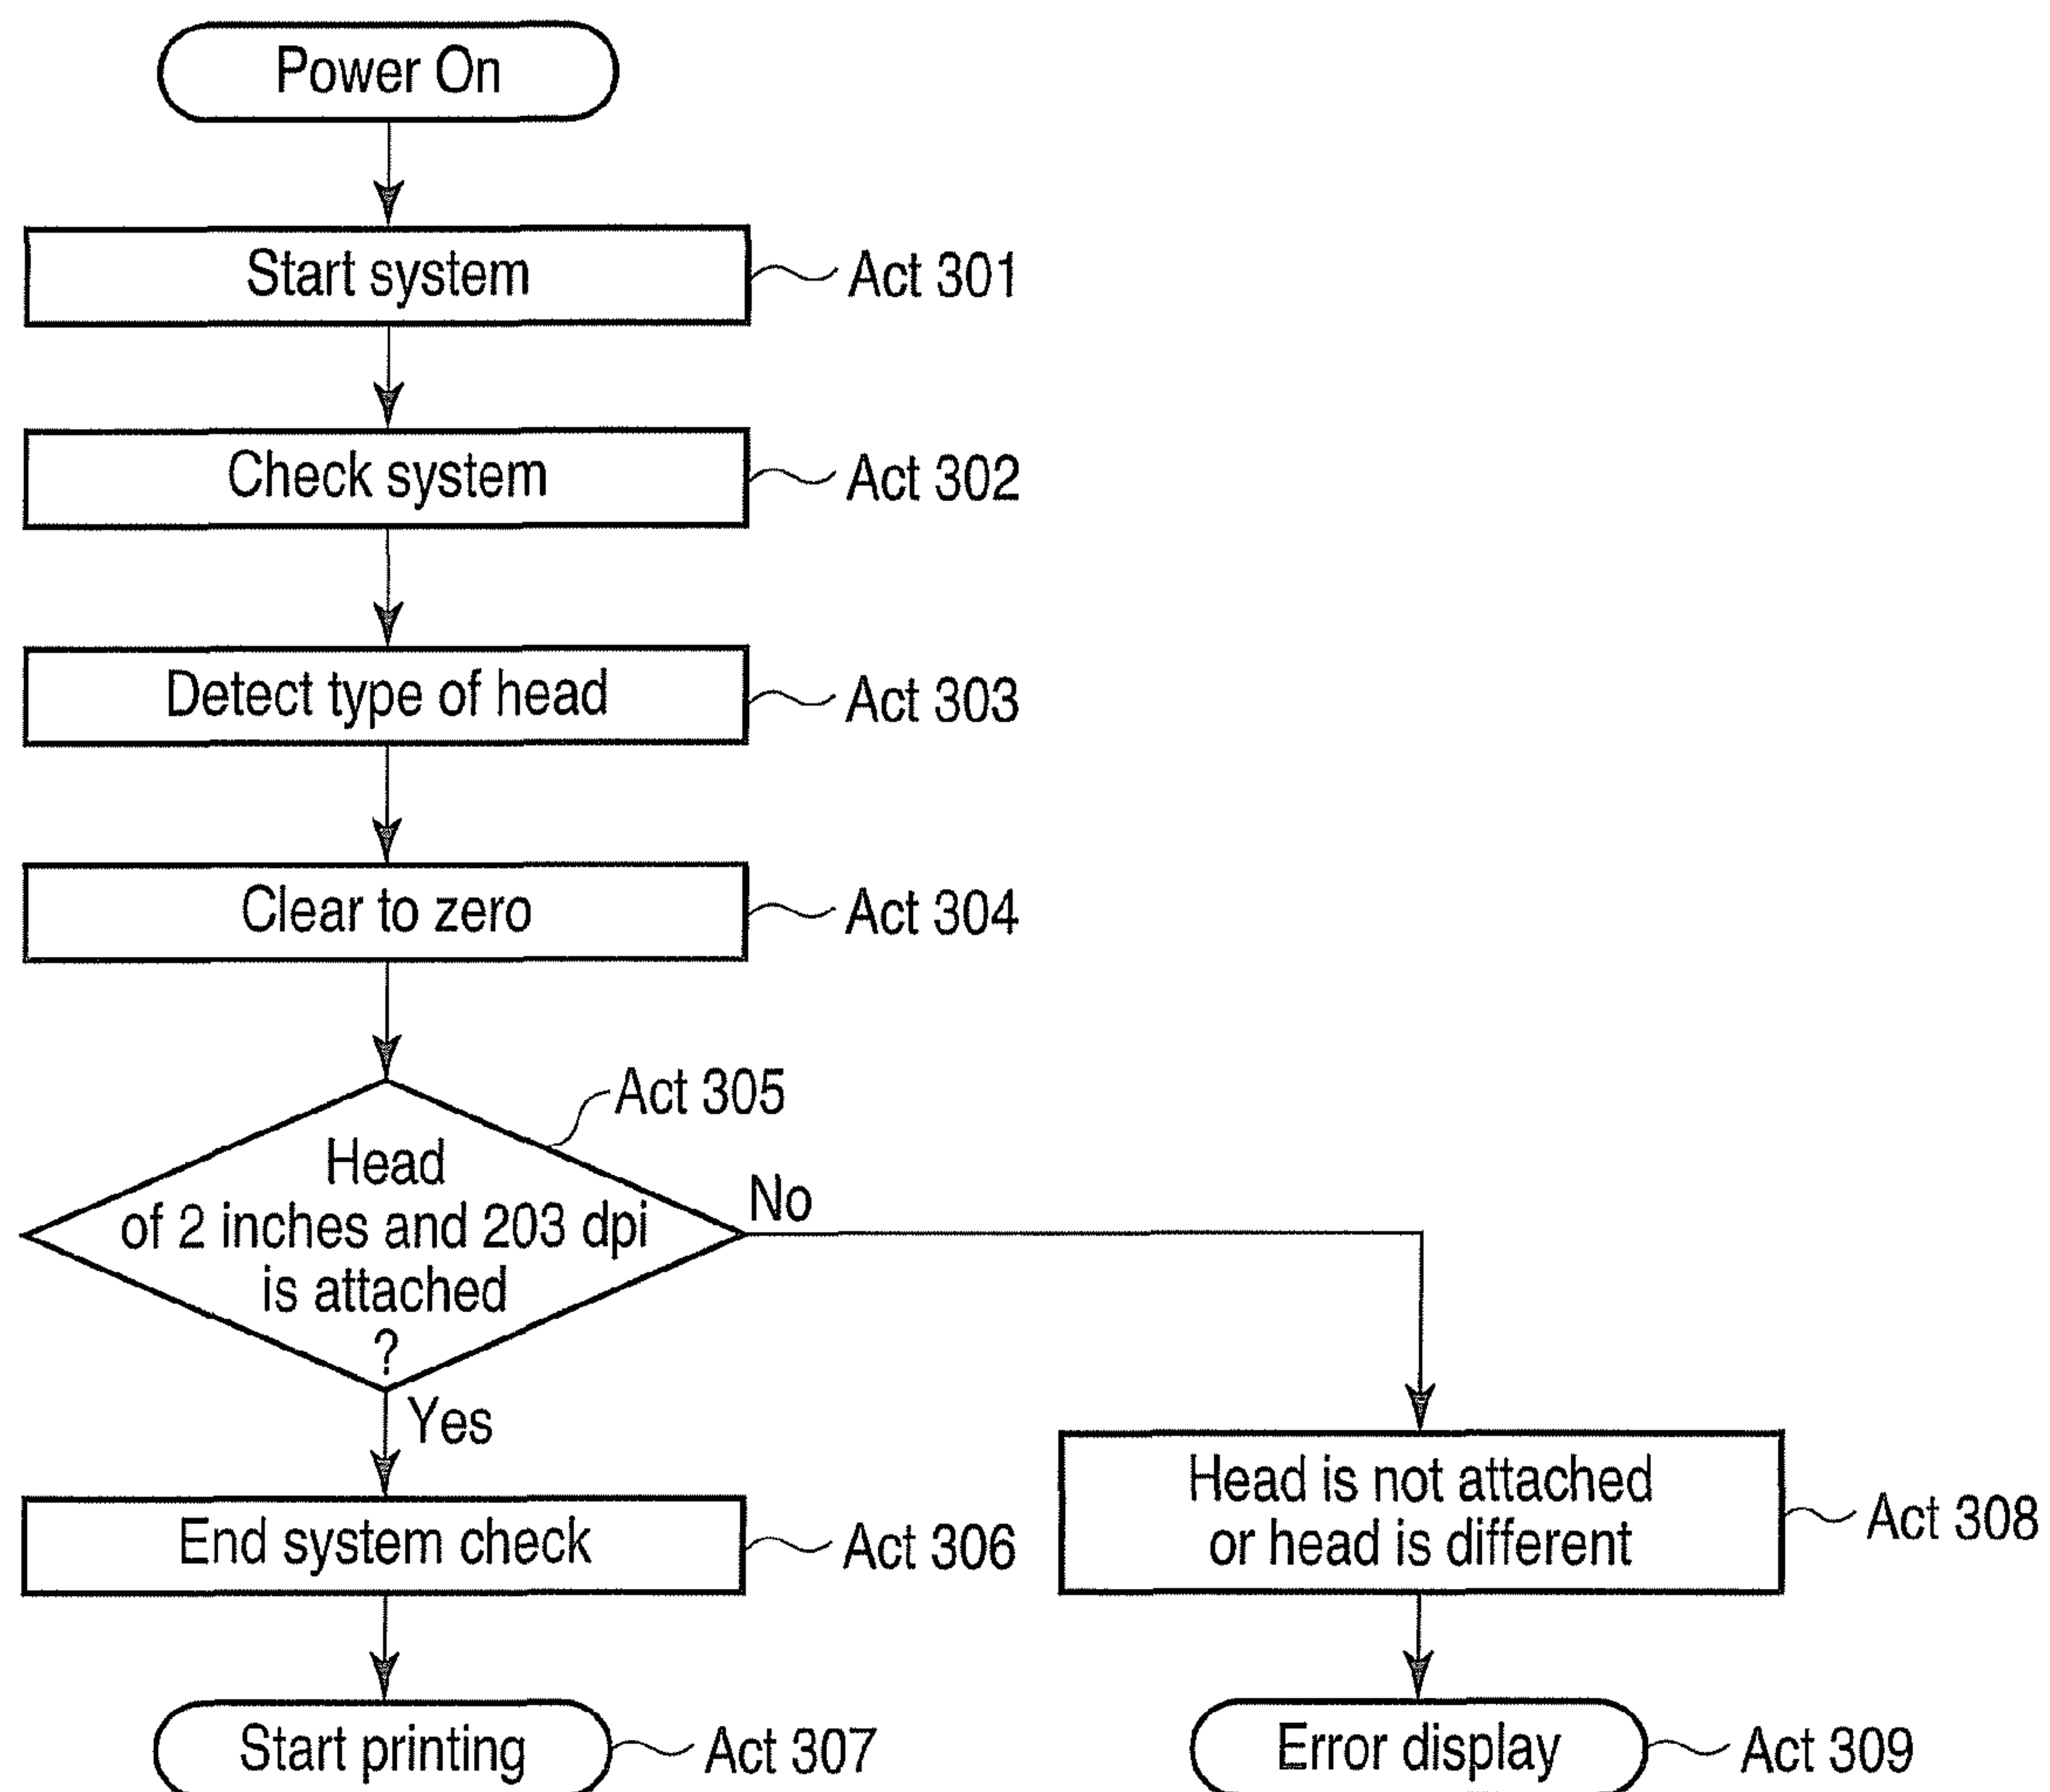 Power On
Start system
Act 301
Check system
Act 302
Detect type of head
Act 303
Clear to zero
Act 304
Act 305
Head
of 2 inches and 203 dpi
is attached
?
No
Yes
End system check
Act 306
Head is not attached
or head is different
Act 308
Start printing
Act 307
Error display
Act 309